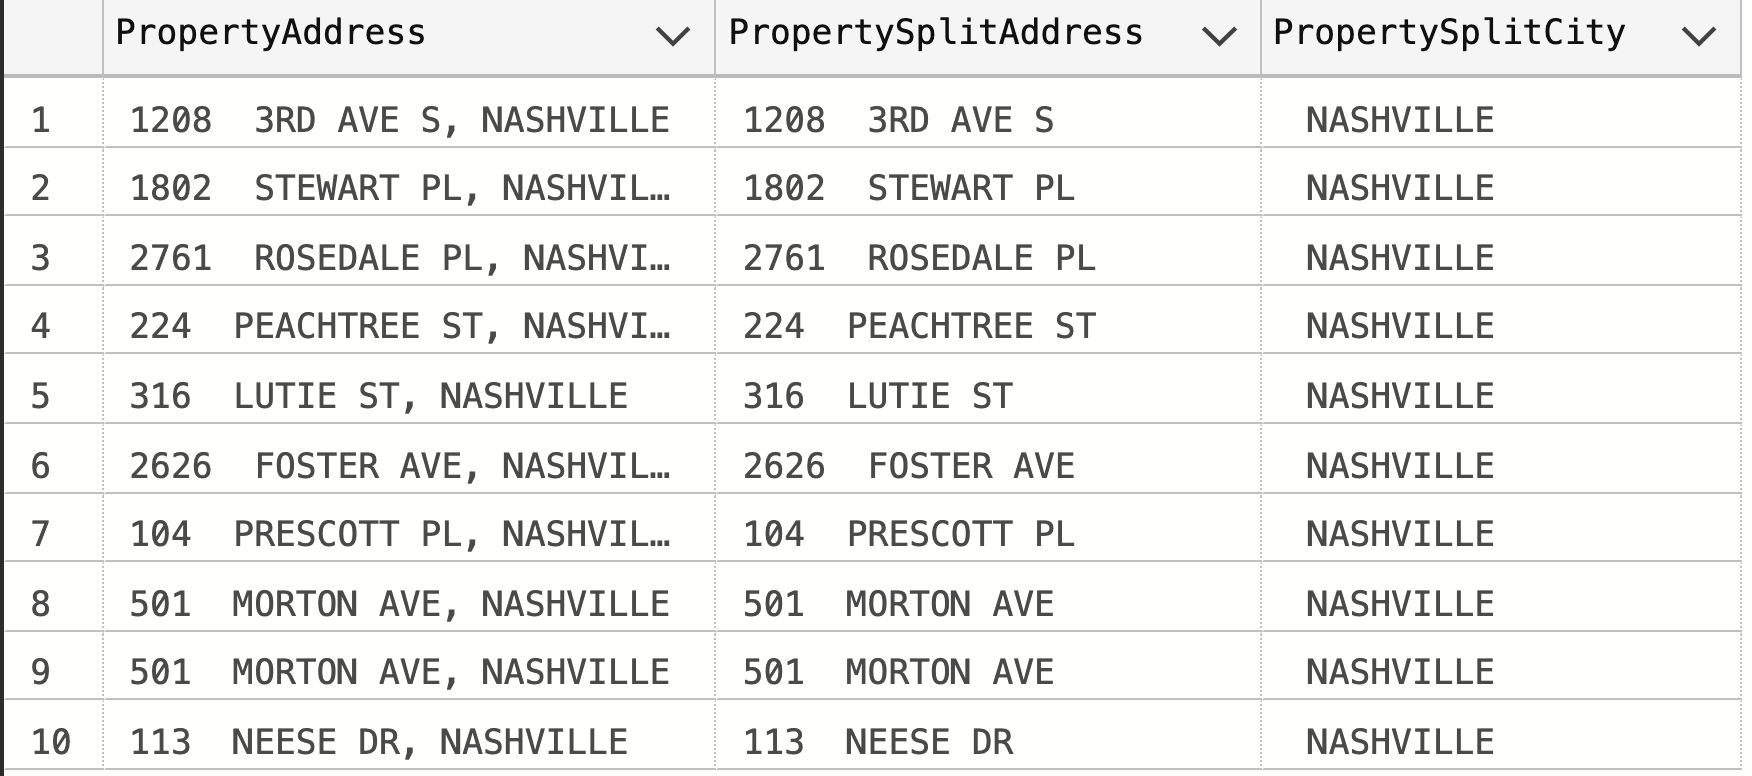 PropertyAddress PropertySplitAddress PropertySplitCity
1 1208  3RD AVE S, NASHVILLE 1208  3RD AVE S NASHVILLE
2 1802  STEWART PL, NASHVIL… 1802  STEWART PL NASHVILLE
3 2761  ROSEDALE PL, NASHVI… 2761  ROSEDALE PL NASHVILLE
4 224  PEACHTREE ST, NASHVI… 224  PEACHTREE ST NASHVILLE
5 316  LUTIE ST, NASHVILLE 316  LUTIE ST NASHVILLE
6 2626  FOSTER AVE, NASHVIL… 2626  FOSTER AVE NASHVILLE
7 104  PRESCOTT PL, NASHVIL… 104  PRESCOTT PL NASHVILLE
8 501  MORTON AVE, NASHVILLE 501  MORTON AVE NASHVILLE
9 501  MORTON AVE, NASHVILLE 501  MORTON AVE NASHVILLE
10 113  NEESE DR, NASHVILLE 113  NEESE DR NASHVILLE